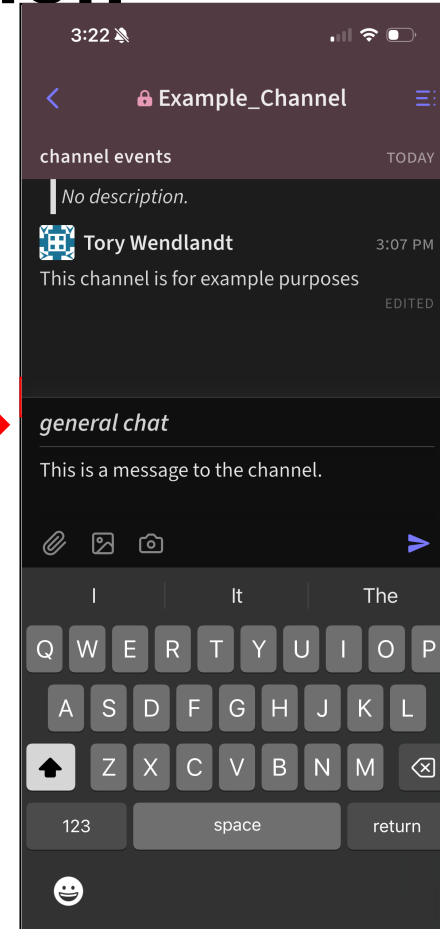 3:22
Example_Channel
channel events TODAY
No description.
Tory Wendlandt 3:07 PM
This channel is for example purposes
EDITED
general chat
This is a message to the channel.
I It The
Q W E R T Y U I O P
A S D F G H J K L
Z X C V B N M
123 space return